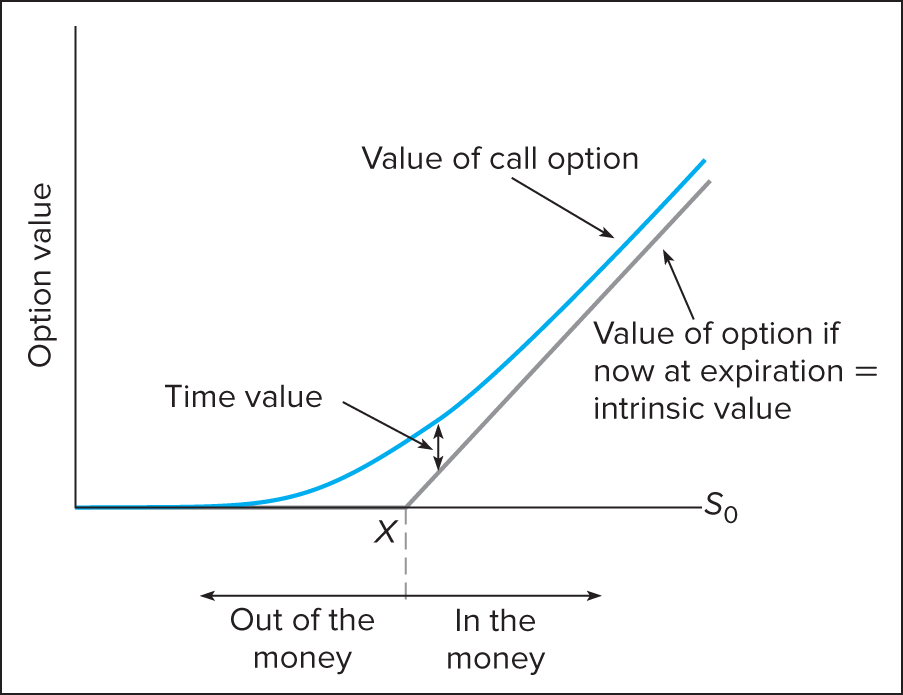 Value of call option
Option value
Value of option if
now at expiration =
intrinsic value
Time value
S₀
X
Out of the
money
In the
money